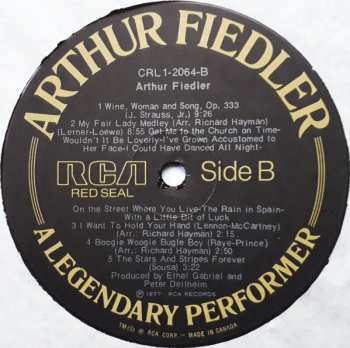 ARTHUR FIEDLER
CRL1-2064-B
Arthur Fiedler
1 Wine, Woman and Song, Op. 333
(J. Strauss, Jr.) 9:26
2 My Fair Lady Medley (Arr. Richard Hayman)
(Lerner-Loewe) 8:55 Get Me to the Church on Time-
Wouldn't It Be Loverly-I've Grown Accustomed to
Her Face-I Could Have Danced All Night-
RCA Side B
RED SEAL
On the Street Where You Live-The Rain in Spain-
With a Little Bit of Luck
3 I Want To Hold Your Hand (Lennon-McCartney)
(Arr. Richard Hayman) 2:15
4 Boogie Woogie Bugle Boy (Raye-Prince)
(Arr. Richard Hayman) 2:50
5 The Stars And Stripes Forever
(Sousa) 3:22
Produced by Ethel Gabriel and
Peter Dellheim
℗ 1977 RCA RECORDS
A LEGENDARY PERFORMER
TM(s) ® RCA CORP. - MADE IN CANADA